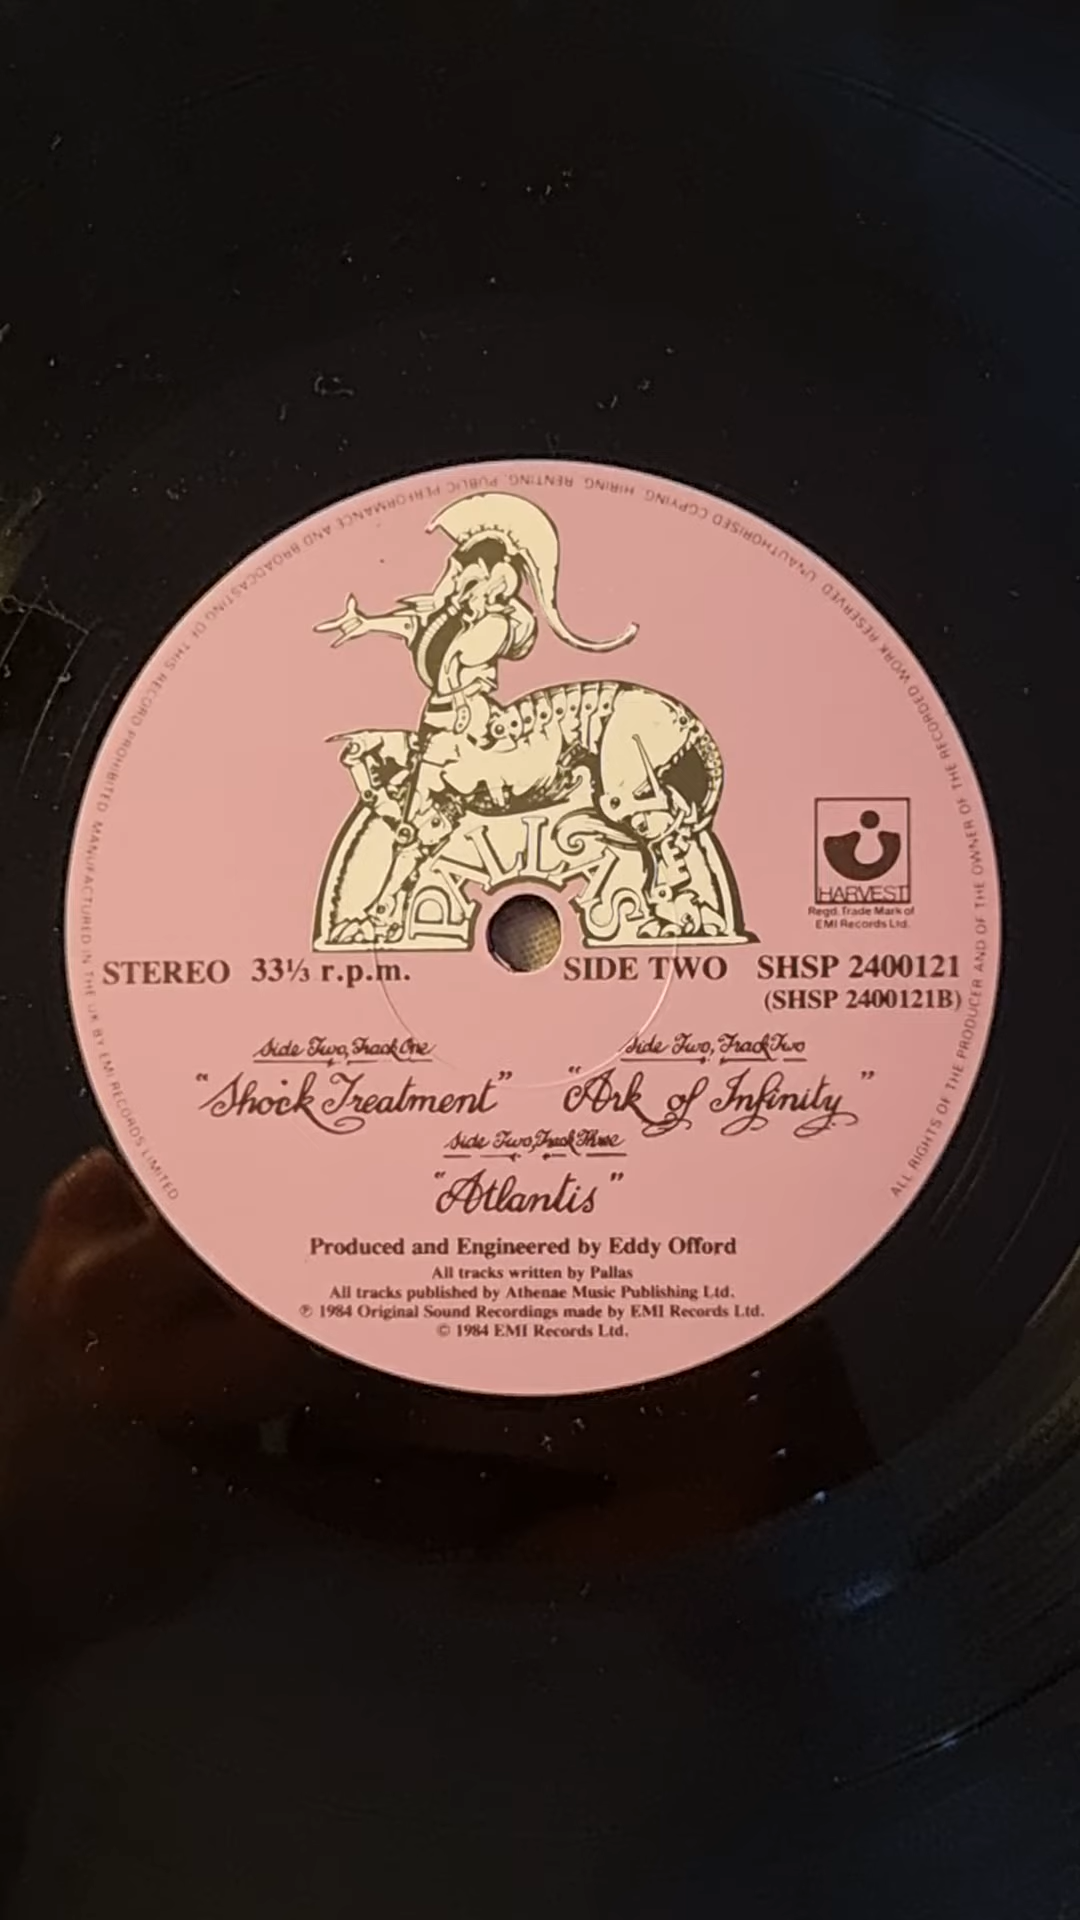 ALL RIGHTS OF THE PRODUCER AND OF THE OWNER OF THE RECORDED WORK RESERVED. UNAUTHORISED COPYING, HIRING, RENTING, PUBLIC PERFORMANCE AND BROADCASTING OF THIS RECORD PROHIBITED MANUFACTURED IN THE UK BY EMI RECORDS LIMITED
PALLAS
HARVEST
Regd. Trade Mark of
EMI Records Ltd.
STEREO 33⅓ r.p.m. SIDE TWO SHSP 2400121
(SHSP 2400121B)
Side Two, Track One Side Two, Track Two
"Shock Treatment" "Ark of Infinity"
Side Two, Track Three
"Atlantis"
Produced and Engineered by Eddy Offord
All tracks written by Pallas
All tracks published by Athenae Music Publishing Ltd.
℗ 1984 Original Sound Recordings made by EMI Records Ltd.
© 1984 EMI Records Ltd.